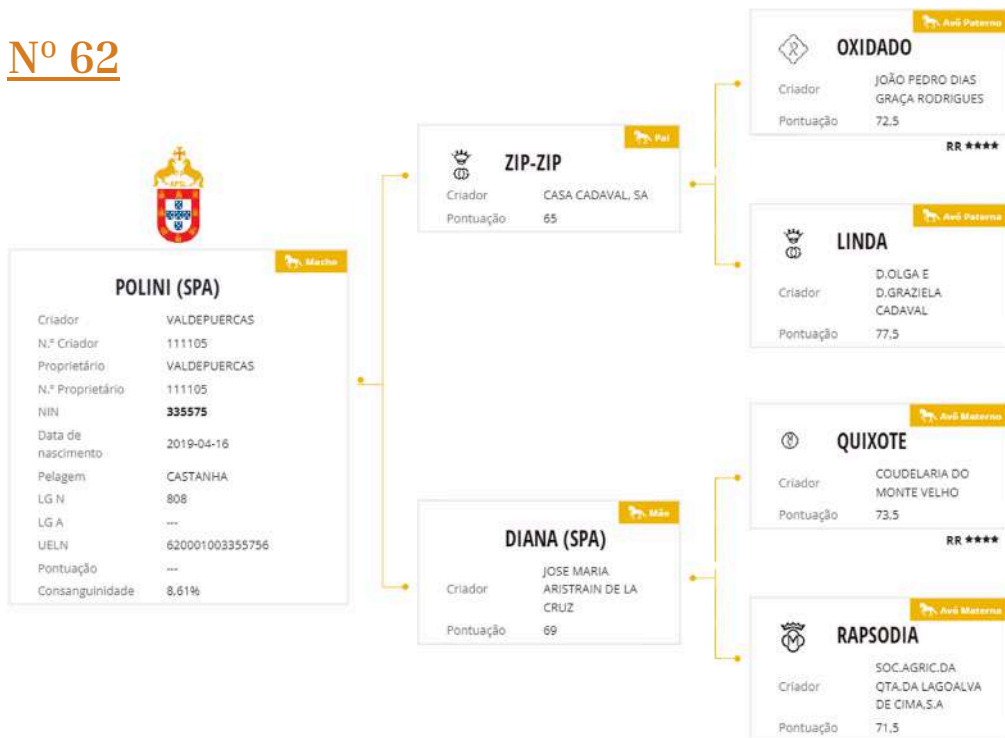 Nº 62
APSL
Macho
POLINI (SPA)
Criador VALDEPUERCAS
N.º Criador 111105
Proprietário VALDEPUERCAS
N.º Proprietário 111105
NIN 335575
Data de
nascimento 2019-04-16
Pelagem CASTANHA
LG N 808
LG A ---
UELN 620001003355756
Pontuação ---
Consanguinidade 8,61%
Pai
ZIP-ZIP
Criador CASA CADAVAL, SA
Pontuação 65
Mãe
DIANA (SPA)
Criador JOSE MARIA
ARISTRAIN DE LA
CRUZ
Pontuação 69
Avô Paterno
OXIDADO
Criador JOÃO PEDRO DIAS
GRAÇA RODRIGUES
Pontuação 72,5
RR ★★★★
Avó Paterna
LINDA
Criador D.OLGA E
D.GRAZIELA
CADAVAL
Pontuação 77,5
Avô Materno
QUIXOTE
Criador COUDELARIA DO
MONTE VELHO
Pontuação 73,5
RR ★★★★
Avó Materna
RAPSODIA
Criador SOC.AGRIC.DA
QTA.DA LAGOALVA
DE CIMA,S.A
Pontuação 71,5